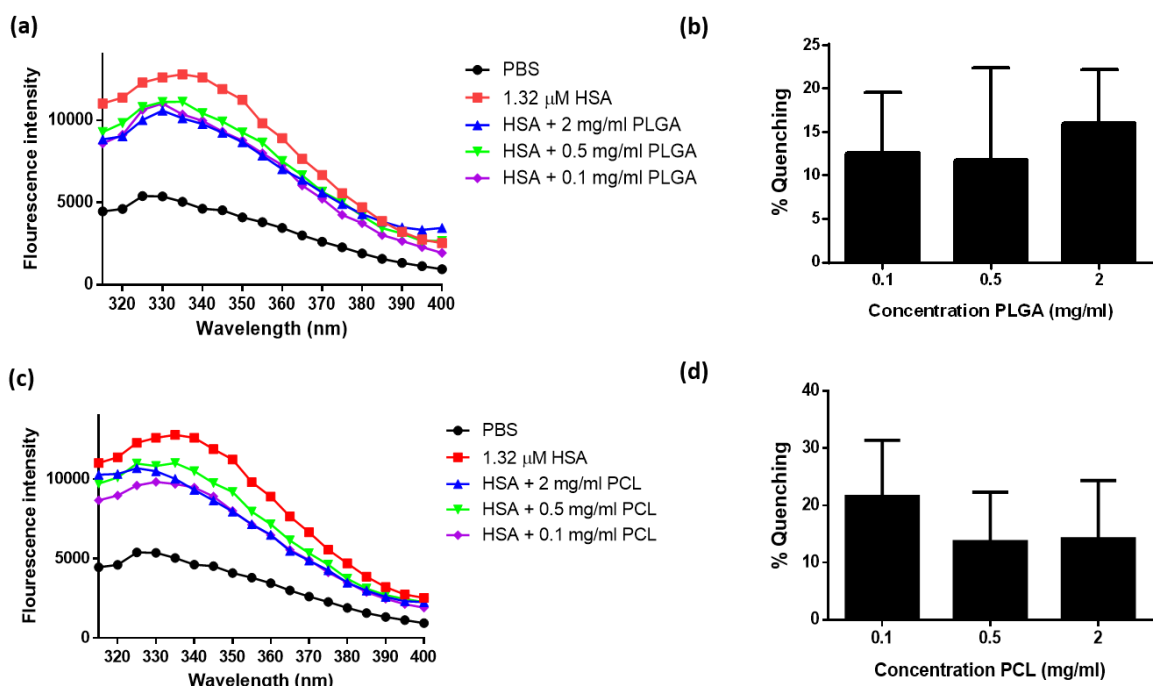 (a)
Flourescence intensity
10000
5000
0
320 330 340 350 360 370 380 390 400
Wavelength (nm)
PBS
1.32 μM HSA
HSA + 2 mg/ml PLGA
HSA + 0.5 mg/ml PLGA
HSA + 0.1 mg/ml PLGA
(b)
% Quenching
25
20
15
10
5
0
0.1 0.5 2
Concentration PLGA (mg/ml)
(c)
Flourescence intensity
10000
5000
0
320 330 340 350 360 370 380 390 400
Wavelength (nm)
PBS
1.32 μM HSA
HSA + 2 mg/ml PCL
HSA + 0.5 mg/ml PCL
HSA + 0.1 mg/ml PCL
(d)
% Quenching
40
30
20
10
0
0.1 0.5 2
Concentration PCL (mg/ml)